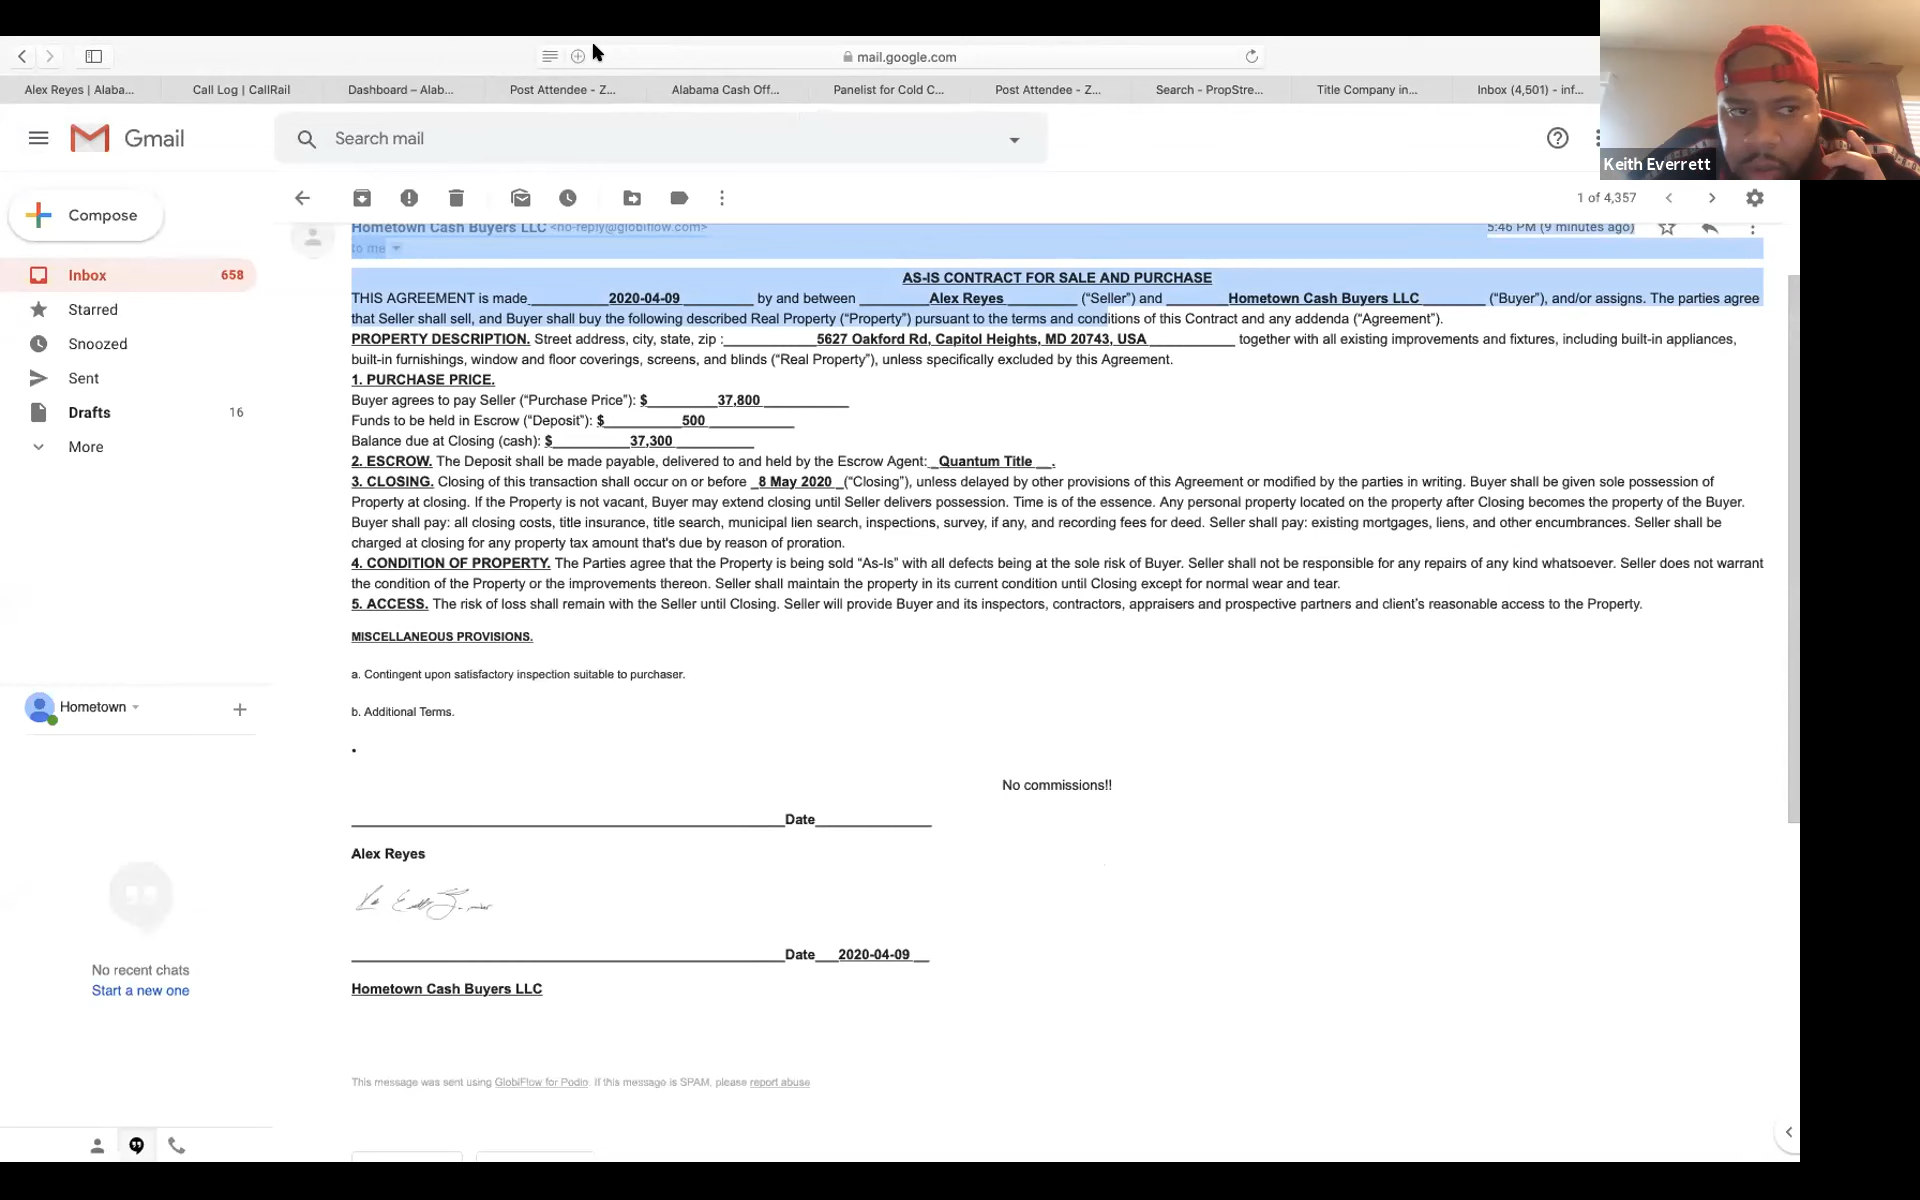 mail.google.com
Alex Reyes | Alaba...
Call Log | CallRail
Dashboard – Alab...
Post Attendee - Z...
Alabama Cash Off...
Panelist for Cold C...
Post Attendee - Z...
Search - PropStre...
Title Company in...
Inbox (4,501) - inf...
Keith Everrett
Gmail
Search mail
Compose
1 of 4,357
Inbox 658
Starred
Snoozed
Sent
Drafts 16
More
Hometown
No recent chats
Start a new one
Hometown Cash Buyers LLC <no-reply@globiflow.com>
5:46 PM (9 minutes ago)
to me
AS-IS CONTRACT FOR SALE AND PURCHASE
THIS AGREEMENT is made 2020-04-09 by and between Alex Reyes (“Seller”) and Hometown Cash Buyers LLC (“Buyer”), and/or assigns. The parties agree
that Seller shall sell, and Buyer shall buy the following described Real Property (“Property”) pursuant to the terms and conditions of this Contract and any addenda (“Agreement”).
PROPERTY DESCRIPTION. Street address, city, state, zip : 5627 Oakford Rd, Capitol Heights, MD 20743, USA together with all existing improvements and fixtures, including built-in appliances,
built-in furnishings, window and floor coverings, screens, and blinds (“Real Property”), unless specifically excluded by this Agreement.
1. PURCHASE PRICE.
Buyer agrees to pay Seller (“Purchase Price”): $ 37,800
Funds to be held in Escrow (“Deposit”): $ 500
Balance due at Closing (cash): $ 37,300
2. ESCROW. The Deposit shall be made payable, delivered to and held by the Escrow Agent: Quantum Title .
3. CLOSING. Closing of this transaction shall occur on or before 8 May 2020 (“Closing”), unless delayed by other provisions of this Agreement or modified by the parties in writing. Buyer shall be given sole possession of
Property at closing. If the Property is not vacant, Buyer may extend closing until Seller delivers possession. Time is of the essence. Any personal property located on the property after Closing becomes the property of the Buyer.
Buyer shall pay: all closing costs, title insurance, title search, municipal lien search, inspections, survey, if any, and recording fees for deed. Seller shall pay: existing mortgages, liens, and other encumbrances. Seller shall be
charged at closing for any property tax amount that's due by reason of proration.
4. CONDITION OF PROPERTY. The Parties agree that the Property is being sold “As-Is” with all defects being at the sole risk of Buyer. Seller shall not be responsible for any repairs of any kind whatsoever. Seller does not warrant
the condition of the Property or the improvements thereon. Seller shall maintain the property in its current condition until Closing except for normal wear and tear.
5. ACCESS. The risk of loss shall remain with the Seller until Closing. Seller will provide Buyer and its inspectors, contractors, appraisers and prospective partners and client's reasonable access to the Property.
MISCELLANEOUS PROVISIONS.
a. Contingent upon satisfactory inspection suitable to purchaser.
b. Additional Terms.
No commissions!!
Date
Alex Reyes
Date 2020-04-09
Hometown Cash Buyers LLC
This message was sent using GlobiFlow for Podio. If this message is SPAM, please report abuse